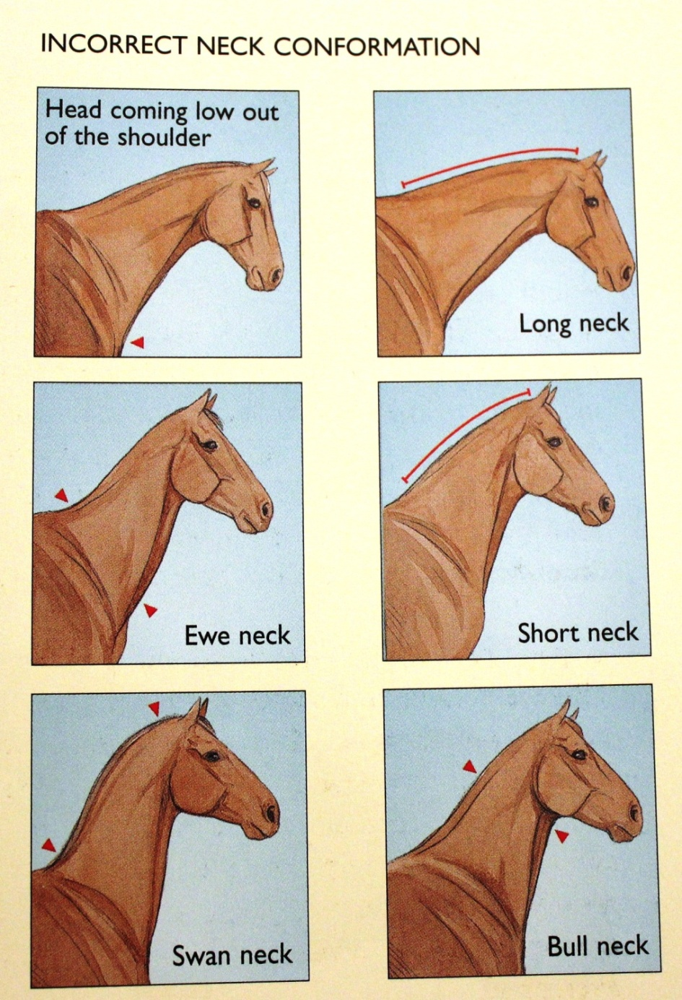 INCORRECT NECK CONFORMATION
Head coming low out
of the shoulder
Long neck
Ewe neck
Short neck
Swan neck
Bull neck